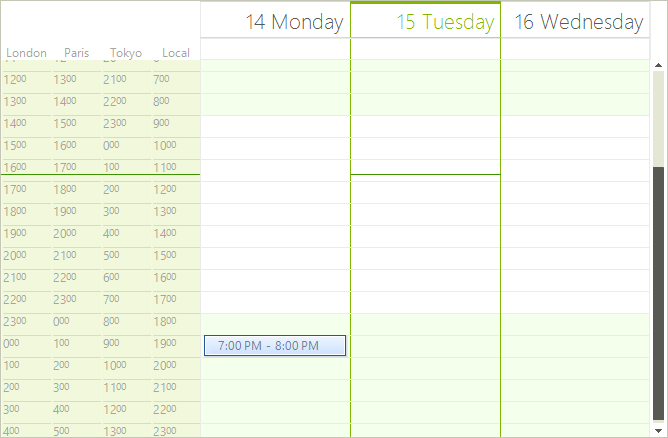 14 Monday 15 Tuesday 16 Wednesday
London Paris Tokyo Local
1200 1300 2100 700
1300 1400 2200 800
1400 1500 2300 900
1500 1600 000 1000
1600 1700 100 1100
1700 1800 200 1200
1800 1900 300 1300
1900 2000 400 1400
2000 2100 500 1500
2100 2200 600 1600
2200 2300 700 1700
2300 000 800 1800
000 100 900 1900 7:00 PM - 8:00 PM
100 200 1000 2000
200 300 1100 2100
300 400 1200 2200
400 500 1300 2300